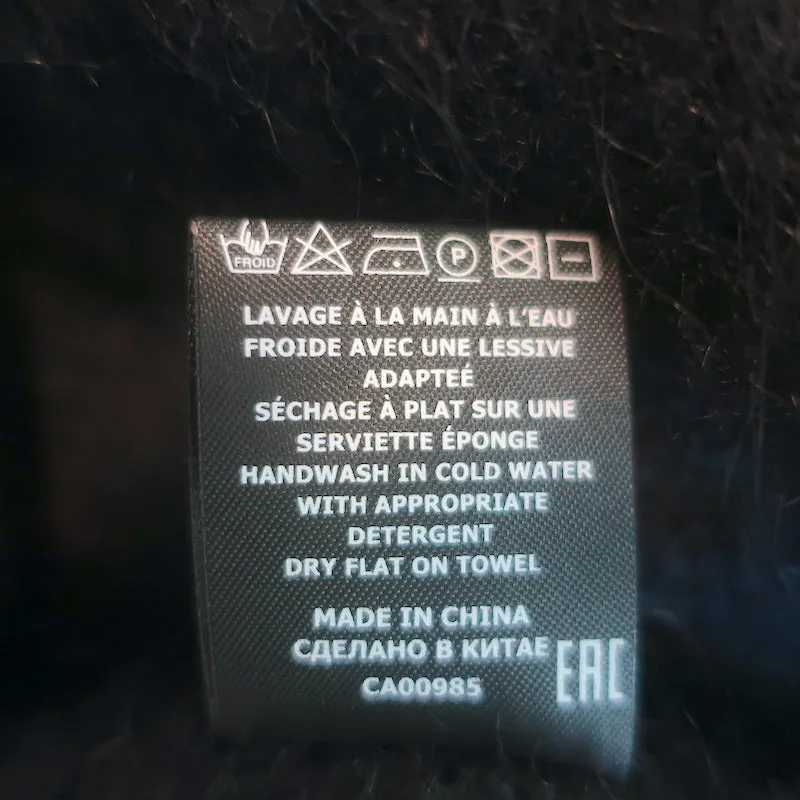 FROID
P
LAVAGE À LA MAIN À L'EAU
FROIDE AVEC UNE LESSIVE
ADAPTEÉ
SÉCHAGE À PLAT SUR UNE
SERVIETTE ÉPONGE
HANDWASH IN COLD WATER
WITH APPROPRIATE
DETERGENT
DRY FLAT ON TOWEL
MADE IN CHINA
СДЕЛАНО В КИТАЕ
EAC
CA00985